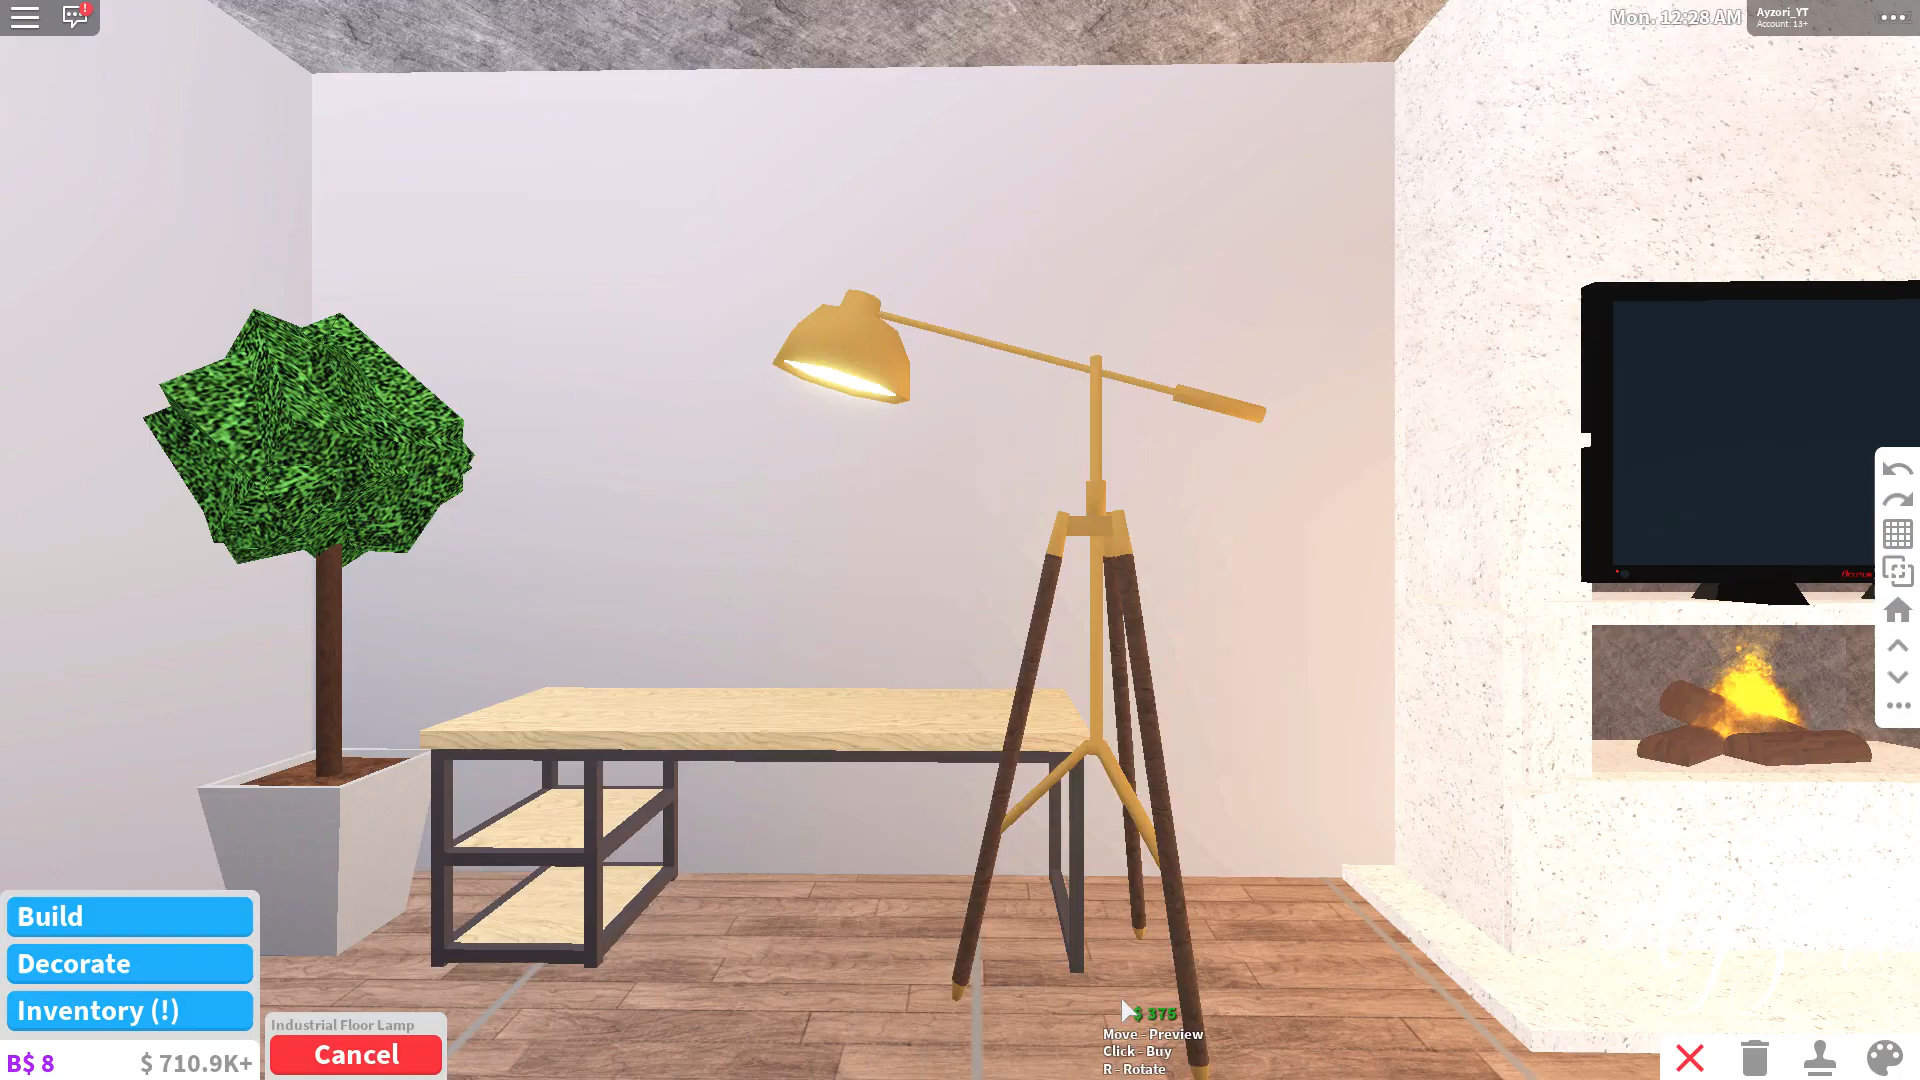 !
Mon. 12:28 AM
Ayzori_YT
Account: 13+
Acutus
Build
Decorate
Inventory (!)
B$ 8
$ 710.9K+
Industrial Floor Lamp
Cancel
$ 375
Move - Preview
Click - Buy
R - Rotate